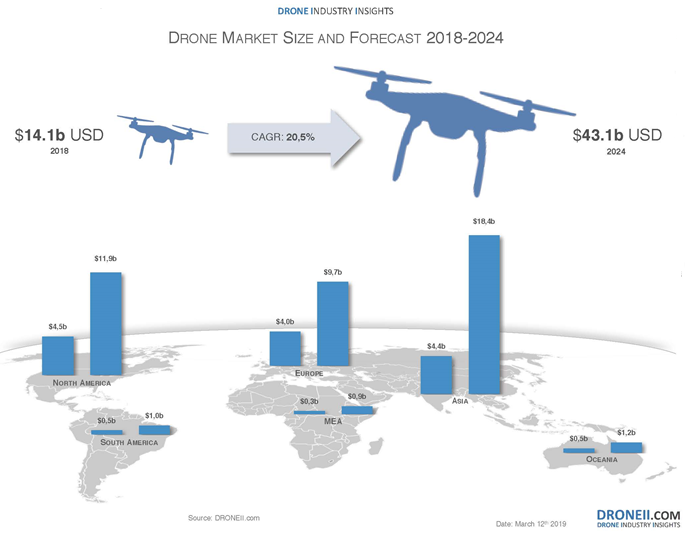 DRONE INDUSTRY INSIGHTS
DRONE MARKET SIZE AND FORECAST 2018-2024
$14.1b USD
2018
CAGR: 20,5%
$43.1b USD
2024
$18,4b
$11,9b
$9,7b
$4,5b
$4,0b
$4,4b
NORTH AMERICA
EUROPE
ASIA
$0,5b
$1,0b
SOUTH AMERICA
$0,3b
$0,9b
MEA
$0,5b
$1,2b
OCEANIA
Source: DRONEII.com
Date: March 12th 2019
DRONEII.COM
DRONE INDUSTRY INSIGHTS